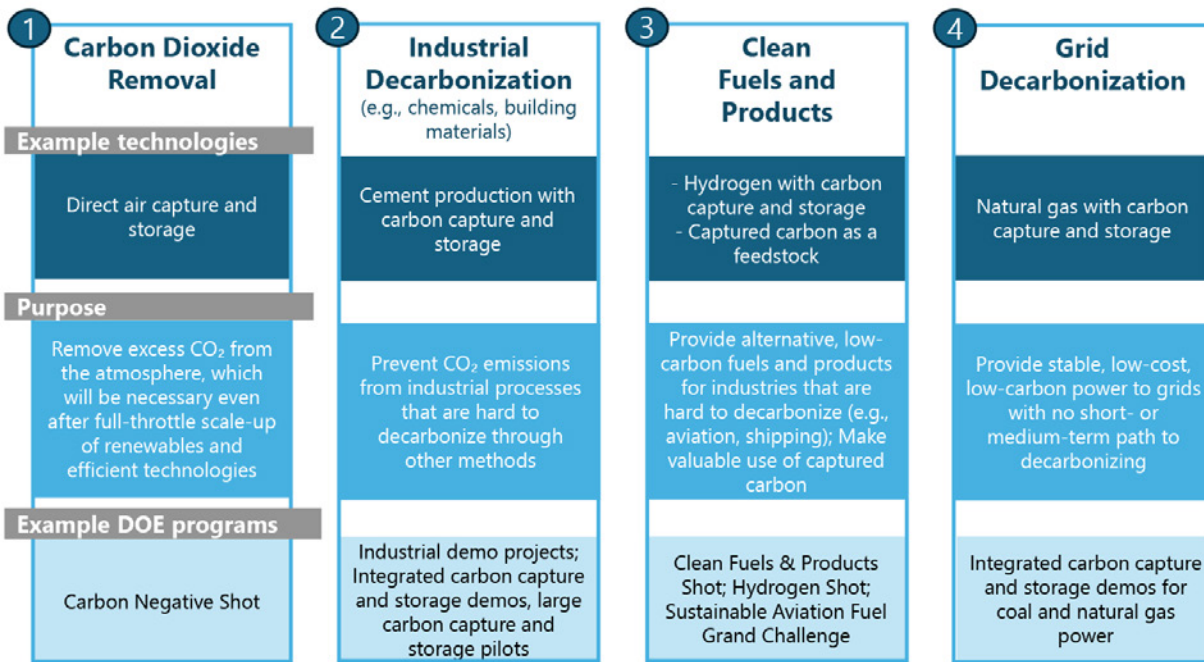 1
Carbon Dioxide
Removal
2
Industrial
Decarbonization
(e.g., chemicals, building
materials)
3
Clean
Fuels and
Products
4
Grid
Decarbonization
Example technologies
Direct air capture and
storage
Cement production with
carbon capture and
storage
- Hydrogen with carbon
capture and storage
- Captured carbon as a
feedstock
Natural gas with carbon
capture and storage
Purpose
Remove excess CO₂ from
the atmosphere, which
will be necessary even
after full-throttle scale-up
of renewables and
efficient technologies
Prevent CO₂ emissions
from industrial processes
that are hard to
decarbonize through
other methods
Provide alternative, low-
carbon fuels and products
for industries that are
hard to decarbonize (e.g.,
aviation, shipping); Make
valuable use of captured
carbon
Provide stable, low-cost,
low-carbon power to grids
with no short- or
medium-term path to
decarbonizing
Example DOE programs
Carbon Negative Shot
Industrial demo projects;
Integrated carbon capture
and storage demos, large
carbon capture and
storage pilots
Clean Fuels & Products
Shot; Hydrogen Shot;
Sustainable Aviation Fuel
Grand Challenge
Integrated carbon capture
and storage demos for
coal and natural gas
power